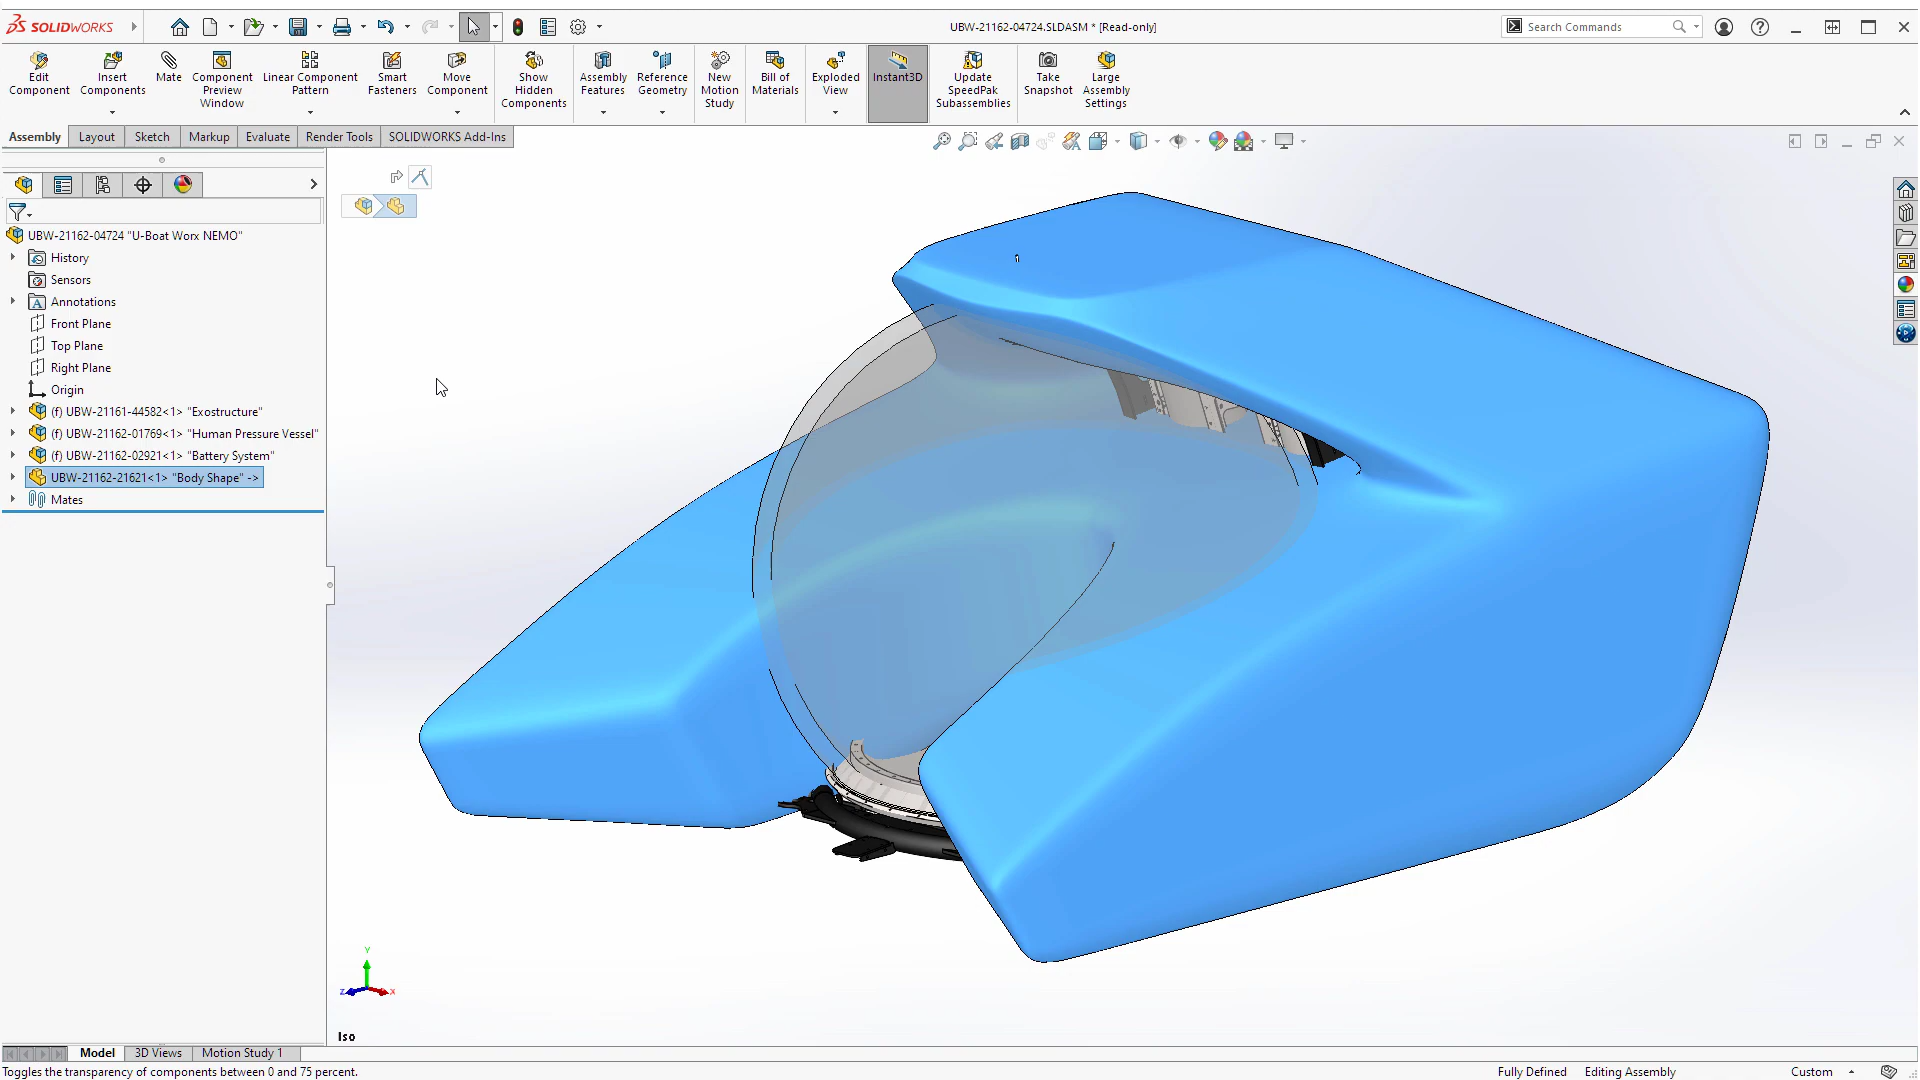 SOLIDWORKS
UBW-21162-04724.SLDASM * [Read-only]
Search Commands
Edit Component
Insert Components
Mate
Component Preview Window
Linear Component Pattern
Smart Fasteners
Move Component
Show Hidden Components
Assembly Features
Reference Geometry
New Motion Study
Bill of Materials
Exploded View
Instant3D
Update SpeedPak Subassemblies
Take Snapshot
Large Assembly Settings
Assembly
Layout
Sketch
Markup
Evaluate
Render Tools
SOLIDWORKS Add-Ins
UBW-21162-04724 "U-Boat Worx NEMO"
History
Sensors
A Annotations
Front Plane
Top Plane
Right Plane
Origin
(f) UBW-21161-44582<1> "Exostructure"
(f) UBW-21162-01769<1> "Human Pressure Vessel"
(f) UBW-21162-02921<1> "Battery System"
UBW-21162-21621<1> "Body Shape" ->
Mates
Y
Z X
Iso
Model
3D Views
Motion Study 1
Toggles the transparency of components between 0 and 75 percent.
Fully Defined
Editing Assembly
Custom